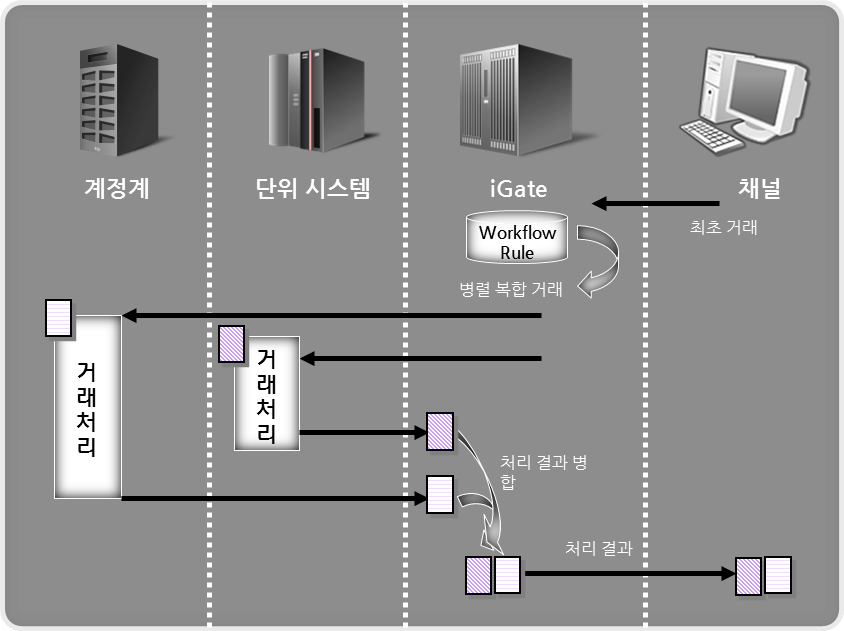 계정계
단위 시스템
iGate
채널
최초 거래
Workflow
Rule
병렬 복합 거래
거
래
처
리
거
래
처
리
처리 결과 병
합
처리 결과